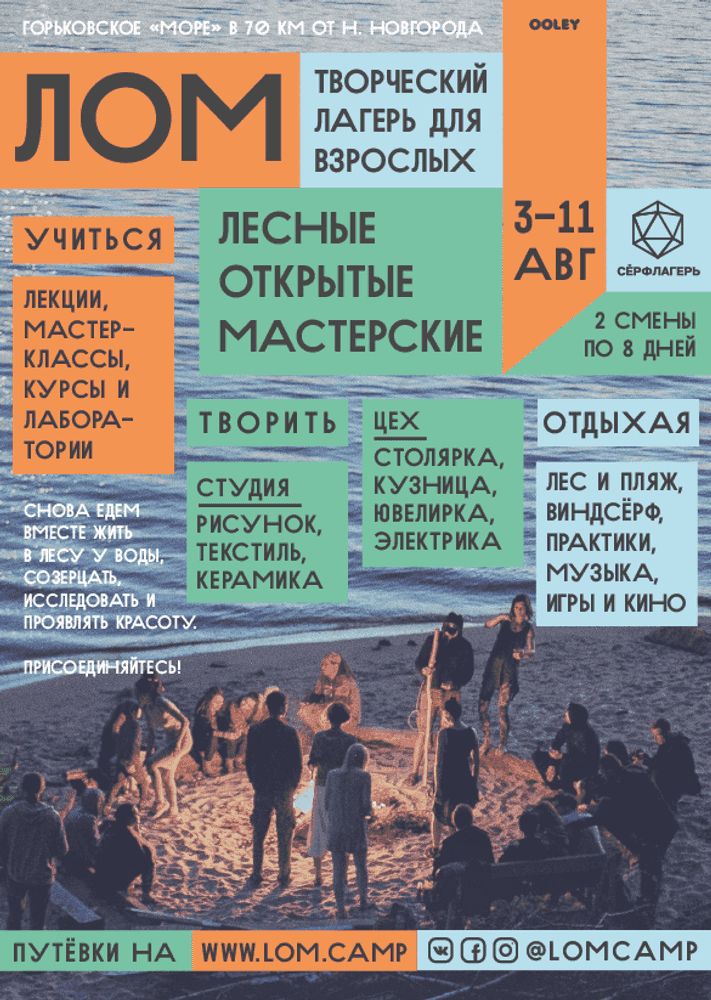 ГОРЬКОВСКОЕ «МОРЕ» В 70 КМ ОТ Н. НОВГОРОДА
OOLEY
ЛОМ
ТВОРЧЕСКИЙ
ЛАГЕРЬ ДЛЯ
ВЗРОСЛЫХ
ЛЕСНЫЕ
ОТКРЫТЫЕ
МАСТЕРСКИЕ
3–11
АВГ
СЁРФЛАГЕРЬ
2 СМЕНЫ
ПО 8 ДНЕЙ
УЧИТЬСЯ
ЛЕКЦИИ,
МАСТЕР-
КЛАССЫ,
КУРСЫ И
ЛАБОРА-
ТОРИИ
ТВОРИТЬ
СТУДИЯ
РИСУНОК,
ТЕКСТИЛЬ,
КЕРАМИКА
ЦЕХ
СТОЛЯРКА,
КУЗНИЦА,
ЮВЕЛИРКА,
ЭЛЕКТРИКА
ОТДЫХАЯ
ЛЕС И ПЛЯЖ,
ВИНДСЁРФ,
ПРАКТИКИ,
МУЗЫКА,
ИГРЫ И КИНО
СНОВА ЕДЕМ
ВМЕСТЕ ЖИТЬ
В ЛЕСУ У ВОДЫ,
СОЗЕРЦАТЬ,
ИССЛЕДОВАТЬ И
ПРОЯВЛЯТЬ КРАСОТУ.
ПРИСОЕДИНЯЙТЕСЬ!
ПУТЁВКИ НА WWW.LOM.CAMP @LOMCAMP